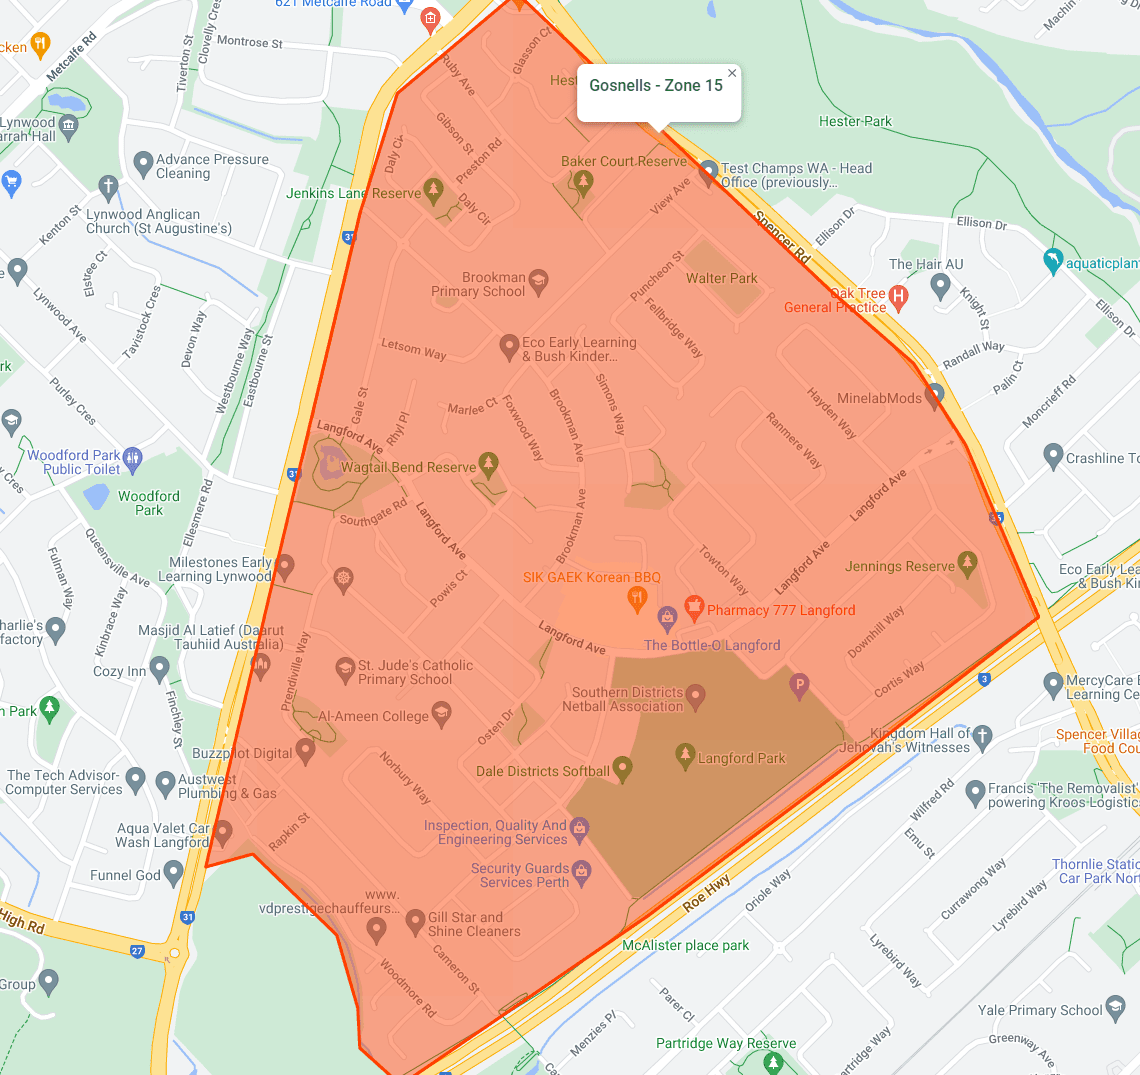 621 Metcalfe Road
Metcalfe Rd
Clovelly Cres
Montrose St
Tiverton St
cken
Ruby Ave
Glasson Ct
Hest
Gosnells - Zone 15
Hester Park
Lynwood
arrah Hall
Advance Pressure
Cleaning
Gibson St
Preston Rd
Daly Cir
Baker Court Reserve
Test Champs WA - Head
Office (previously...
Jenkins Lane Reserve
Daly Cir
View Ave
Lynwood Anglican
Church (St Augustine's)
Kenton St
Spencer Rd
Ellison Dr
Ellison Dr
31
Elstree Ct
The Hair AU
aquaticplant
Brookman
Primary School
Puncheon St
Walter Park
Oak Tree
General Practice
Knight St
Ellison Dr
Lynwood Ave
Tavistock Cres
Devon Way
Westbourne Way
Eastbourne St
Letsom Way
Eco Early Learning
& Bush Kinder...
Fellbridge Way
Randall Way
Palin Ct
rk
Purley Cres
Gale St
Rhyl Pl
Marlee Ct
Foxwood Way
Brookman Ave
Simons Way
Hayden Way
MinelabMods
Moncrieff Rd
Ranmere Way
Langford Ave
Woodford Park
Public Toilet
Wagtail Bend Reserve
31
Crashline To
y Cres
Woodford
Park
Ellesmere Rd
Southgate Rd
Langford Ave
Brookman Ave
Langford Ave
Queensville Ave
Fulman Way
Milestones Early
Learning Lynwood
Powis Ct
SIK GAEK Korean BBQ
Towton Way
Langford Ave
Jennings Reserve
Eco Early Lea
& Bush Kin
Kinbrace Way
harlie's
factory
Masjid Al Latief (Daarut
Tauhiid Australia)
Pharmacy 777 Langford
The Bottle-O Langford
Langford Ave
Downhill Way
Cozy Inn
Prendiville Way
St. Jude's Catholic
Primary School
Cortis Way
3
MercyCare E
Learning Ce
Finchley St
n Park
Southern Districts
Netball Association
P
Al-Ameen College
Osten Dr
Kingdom Hall of
Jehovah's Witnesses
Spencer Villag
Food Cou
Buzzpilot Digital
Norbury Way
Dale Districts Softball
Langford Park
The Tech Advisor-
Computer Services
Austwest
Plumbing & Gas
Wilfred Rd
Francis 'The Removalist'
powering Kroos Logistics
Aqua Valet Car
Wash Langford
Rapkin St
Inspection, Quality And
Engineering Services
Emu St
Funnel God
Security Guards
Services Perth
Roe Hwy
Oriole Way
Thornlie Static
Car Park Nort
Currawong Way
Lyrebird Way
www.
vdprestigechauffeurs...
Gill Star and
Shine Cleaners
High Rd
31
27
McAlister place park
Lyrebird Way
Cameron St
Woodmore Rd
Group
Parer Cl
Menzies Pl
Yale Primary School
Partridge Way Reserve
artridge Way
Greenway Ave